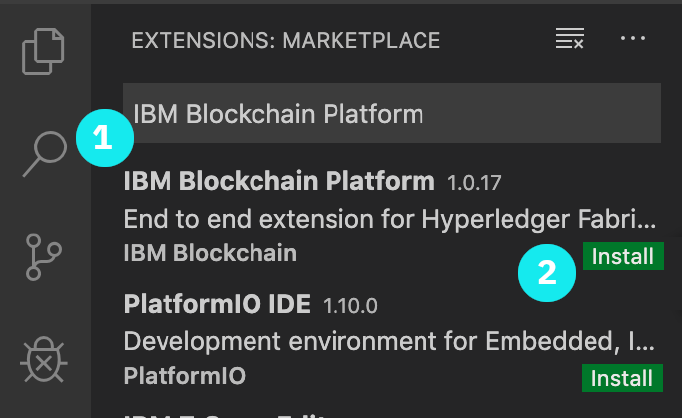 EXTENSIONS: MARKETPLACE
IBM Blockchain Platform
1
IBM Blockchain Platform 1.0.17
End to end extension for Hyperledger Fabri...
IBM Blockchain
2
Install
PlatformIO IDE 1.10.0
Development environment for Embedded, I...
PlatformIO
Install